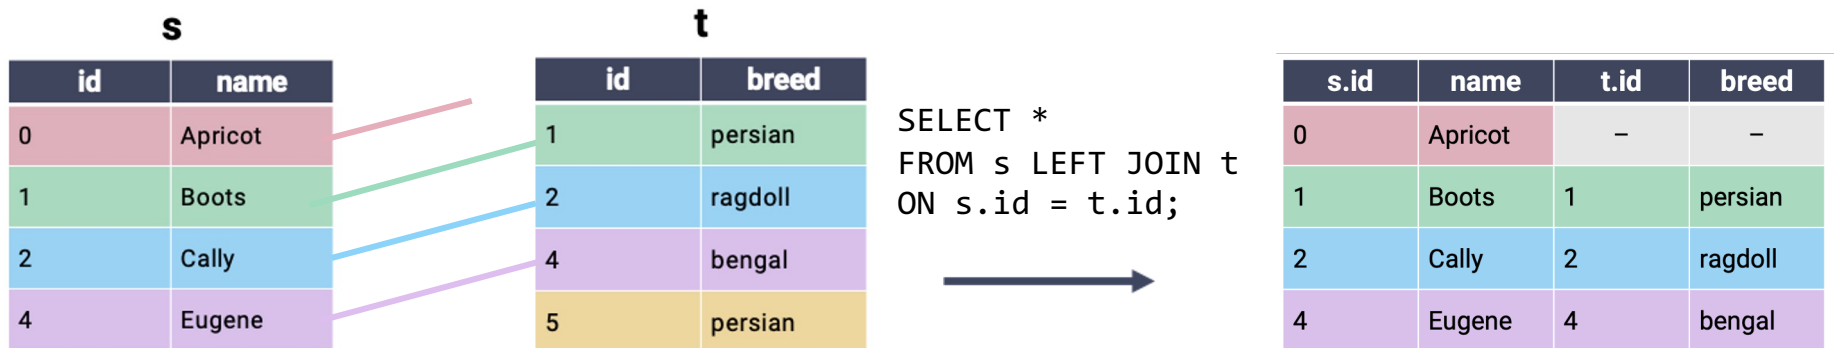 s
id name
0 Apricot
1 Boots
2 Cally
4 Eugene
t
id breed
1 persian
2 ragdoll
4 bengal
5 persian
SELECT *
FROM s LEFT JOIN t
ON s.id = t.id;
s.id name t.id breed
0 Apricot – –
1 Boots 1 persian
2 Cally 2 ragdoll
4 Eugene 4 bengal